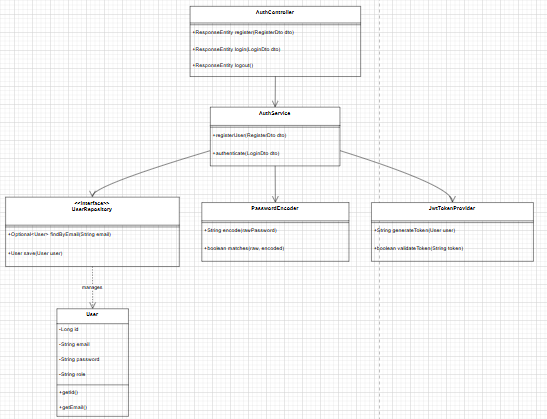 AuthController
+ResponseEntity register(RegisterDto dto)
+ResponseEntity login(LoginDto dto)
+ResponseEntity logout()
AuthService
+registerUser(RegisterDto dto)
+authenticate(LoginDto dto)
<<interface>>
UserRepository
+Optional<User> findByEmail(String email)
+User save(User user)
PasswordEncoder
+String encode(rawPassword)
+boolean matches(raw, encoded)
JwtTokenProvider
+String generateToken(User user)
+boolean validateToken(String token)
manages
User
-Long id
-String email
-String password
-String role
+getId()
+getEmail()